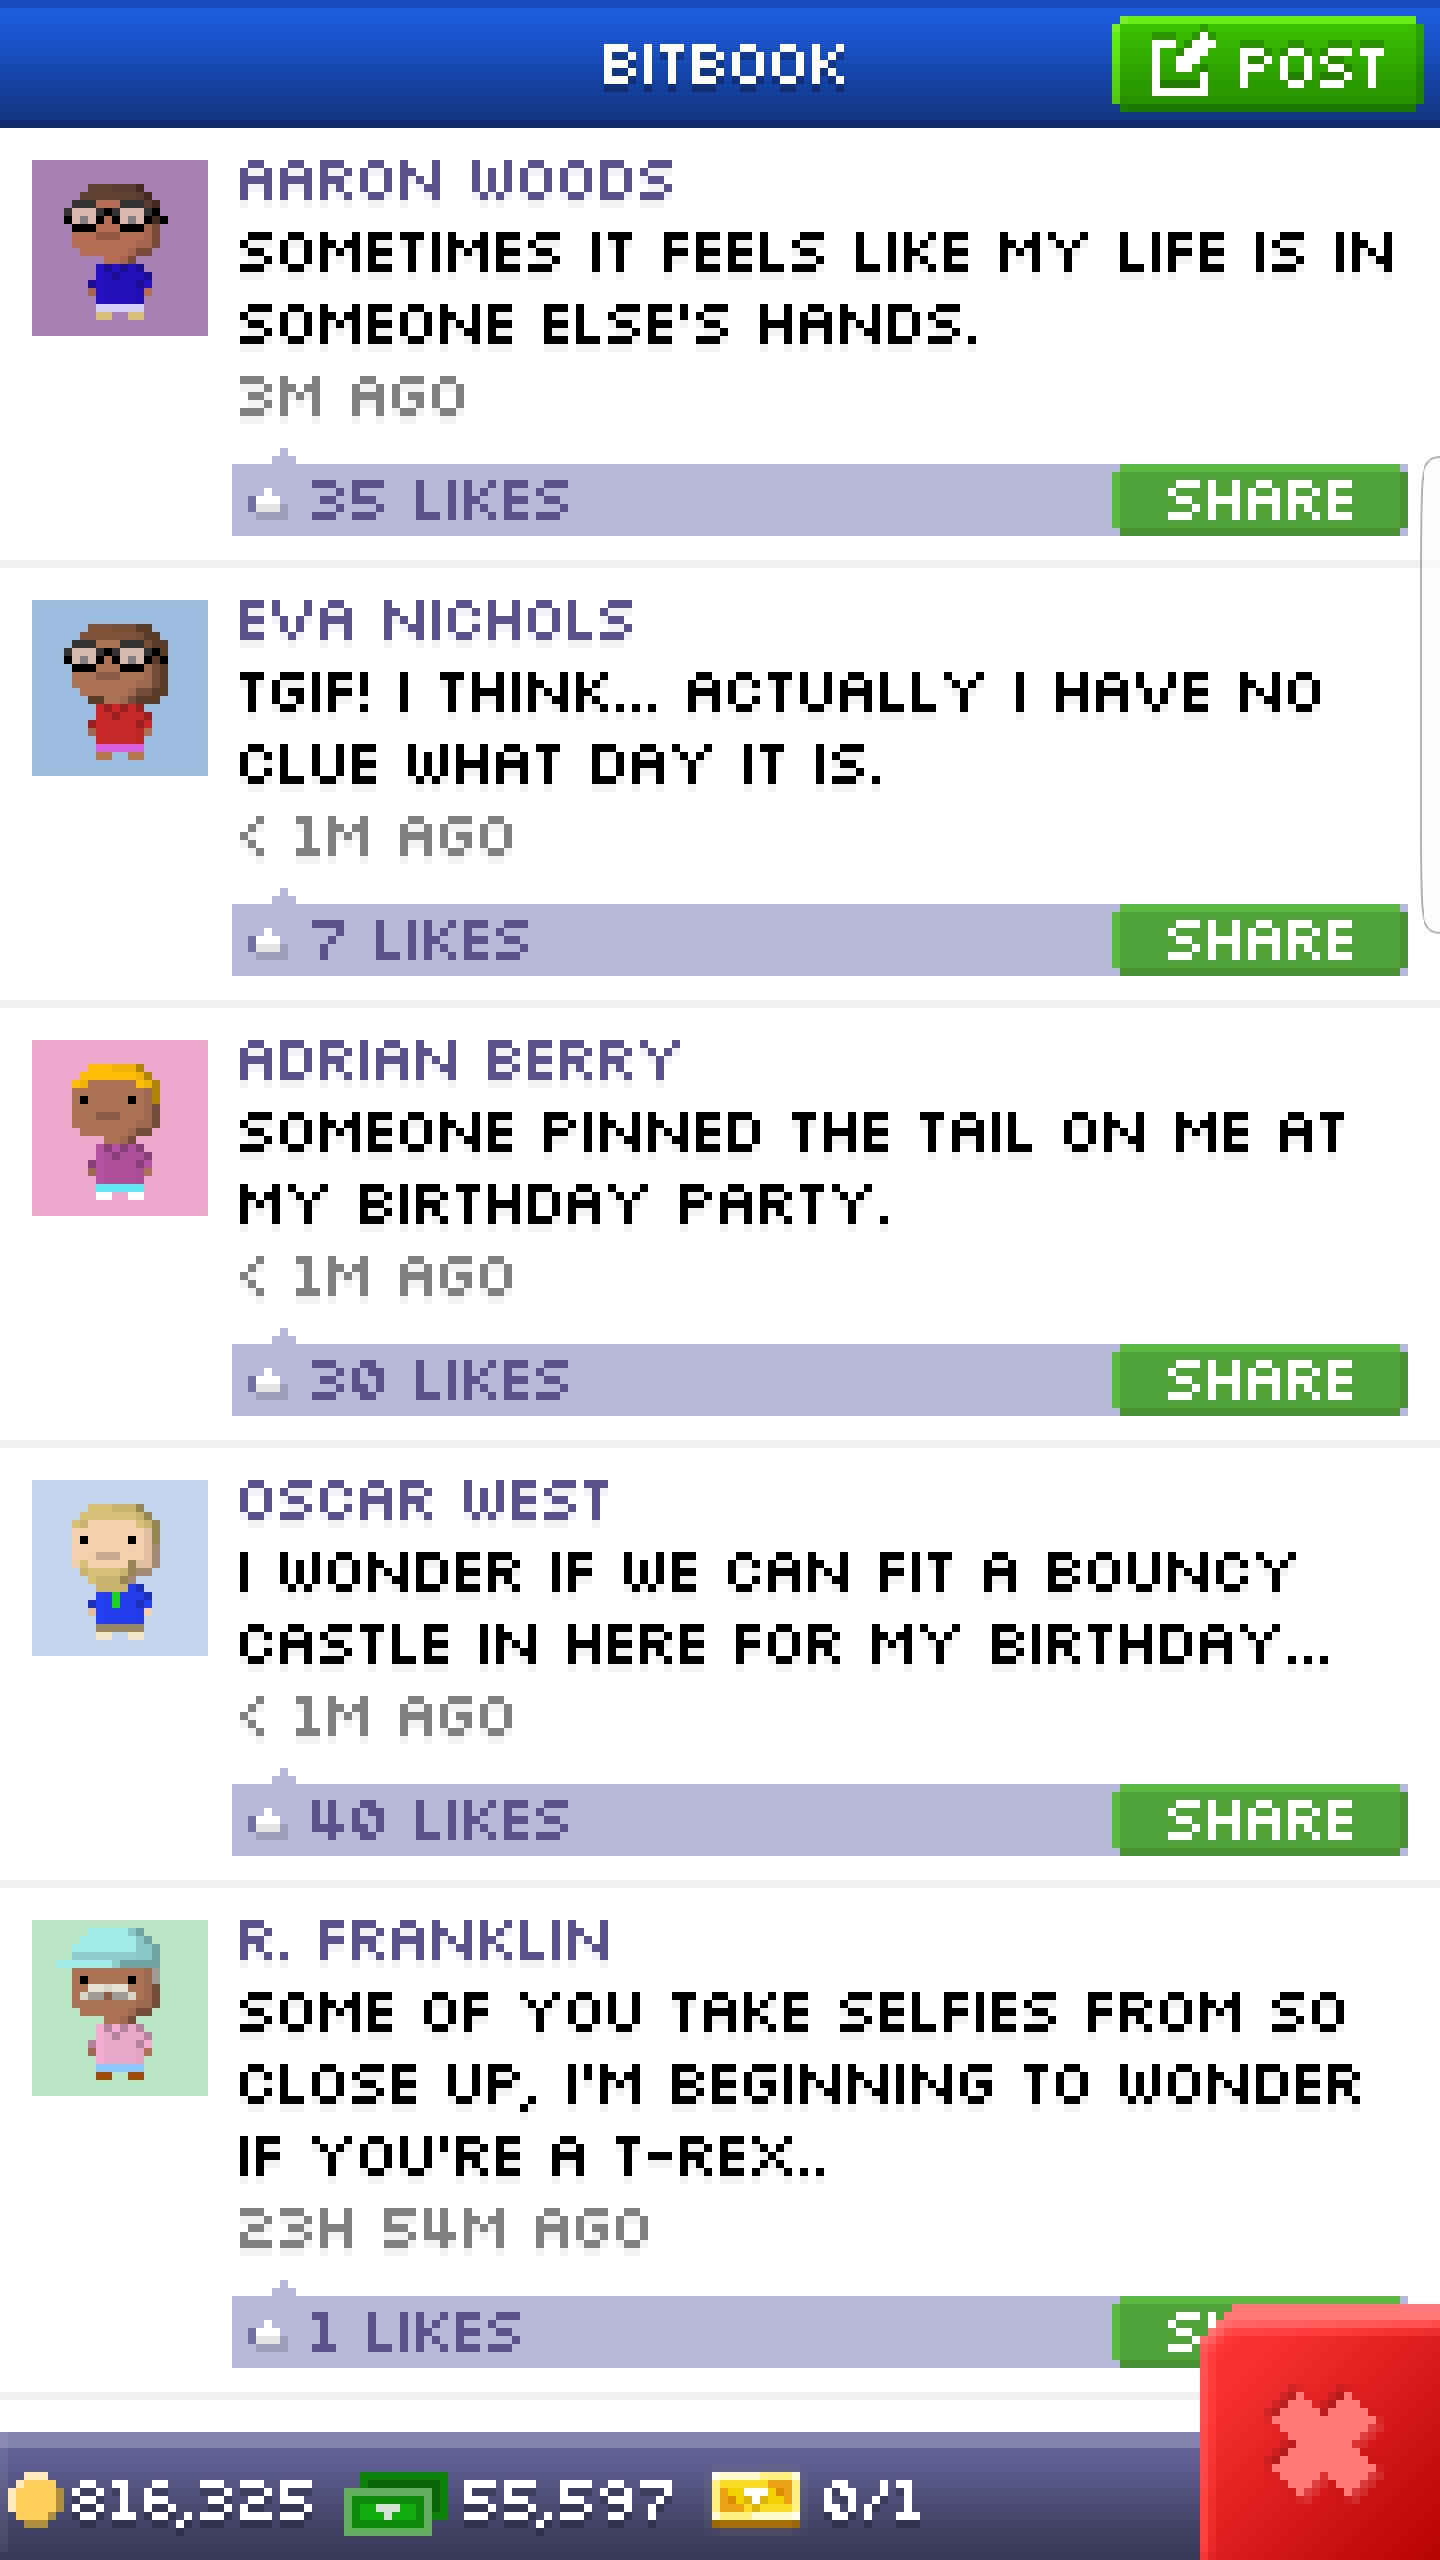 BITBOOK
POST
AARON WOODS
SOMETIMES IT FEELS LIKE MY LIFE IS IN
SOMEONE ELSE'S HANDS.
3M AGO
35 LIKES
SHARE
EVA NICHOLS
TGIF! I THINK... ACTUALLY I HAVE NO
CLUE WHAT DAY IT IS.
< 1M AGO
7 LIKES
SHARE
ADRIAN BERRY
SOMEONE PINNED THE TAIL ON ME AT
MY BIRTHDAY PARTY.
< 1M AGO
30 LIKES
SHARE
OSCAR WEST
I WONDER IF WE CAN FIT A BOUNCY
CASTLE IN HERE FOR MY BIRTHDAY...
< 1M AGO
40 LIKES
SHARE
R. FRANKLIN
SOME OF YOU TAKE SELFIES FROM SO
CLOSE UP, I'M BEGINNING TO WONDER
IF YOU'RE A T-REX..
23H 54M AGO
1 LIKES
816,325
55,597
0/1